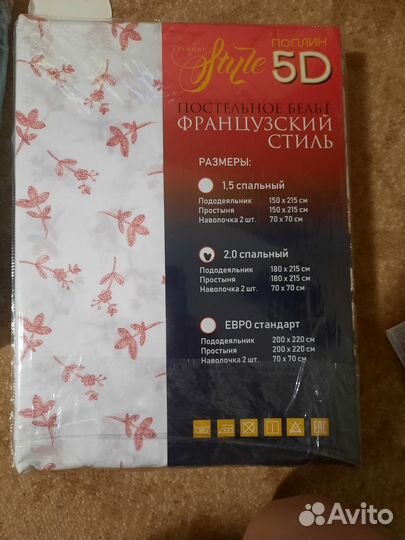 Style
ПОПЛИН
5D
ПОСТЕЛЬНОЕ БЕЛЬЁ
ФРАНЦУЗСКИЙ
СТИЛЬ
РАЗМЕРЫ:
1,5 спальный
Пододеяльник 150 х 215 см
Простыня 150 х 215 см
Наволочка 2 шт. 70 х 70 см
2,0 спальный
Пододеяльник 180 х 215 см
Простыня 180 х 215 см
Наволочка 2 шт. 70 х 70 см
ЕВРО стандарт
Пододеяльник 200 х 220 см
Простыня 200 х 220 см
Наволочка 2 шт. 70 х 70 см
EAC
Avito